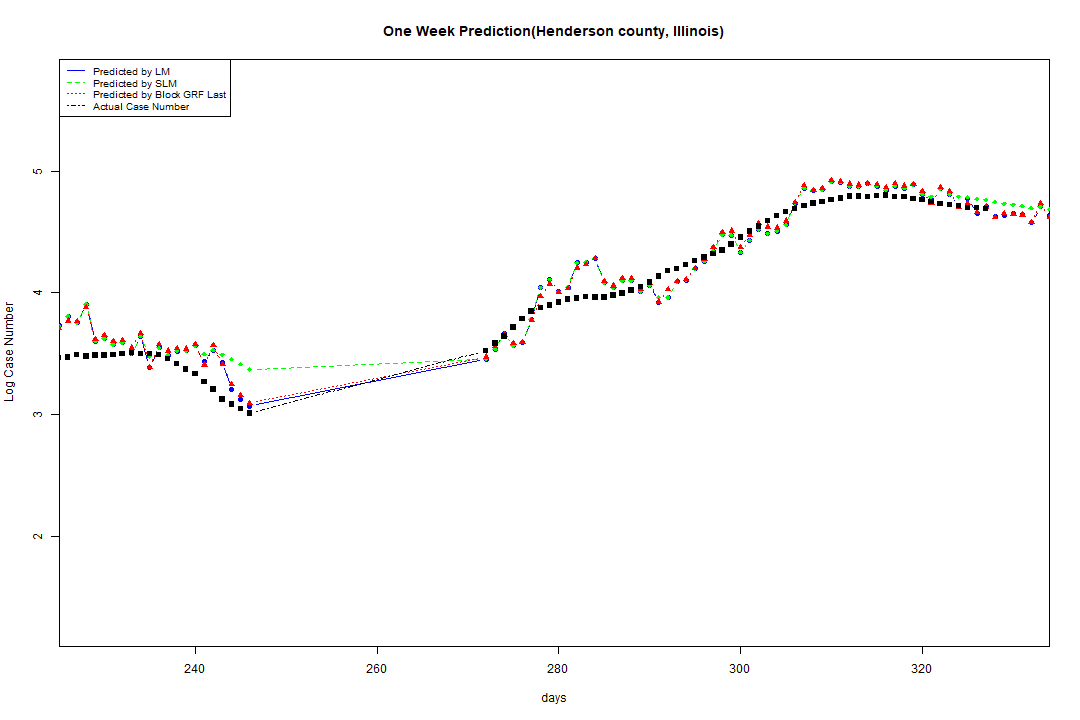 One Week Prediction(Henderson county, Illinois)
Predicted by LM
Predicted by SLM
Predicted by Block GRF Last
Actual Case Number
5
4
3
2
Log Case Number
240 260 280 300 320
days